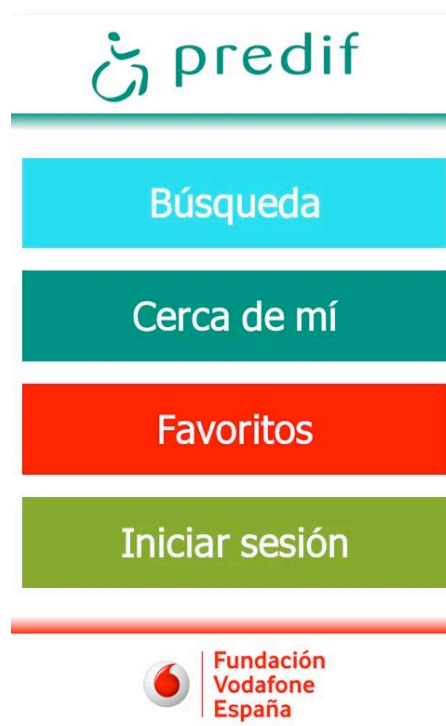 predif
Búsqueda
Cerca de mí
Favoritos
Iniciar sesión
Fundación
Vodafone
España